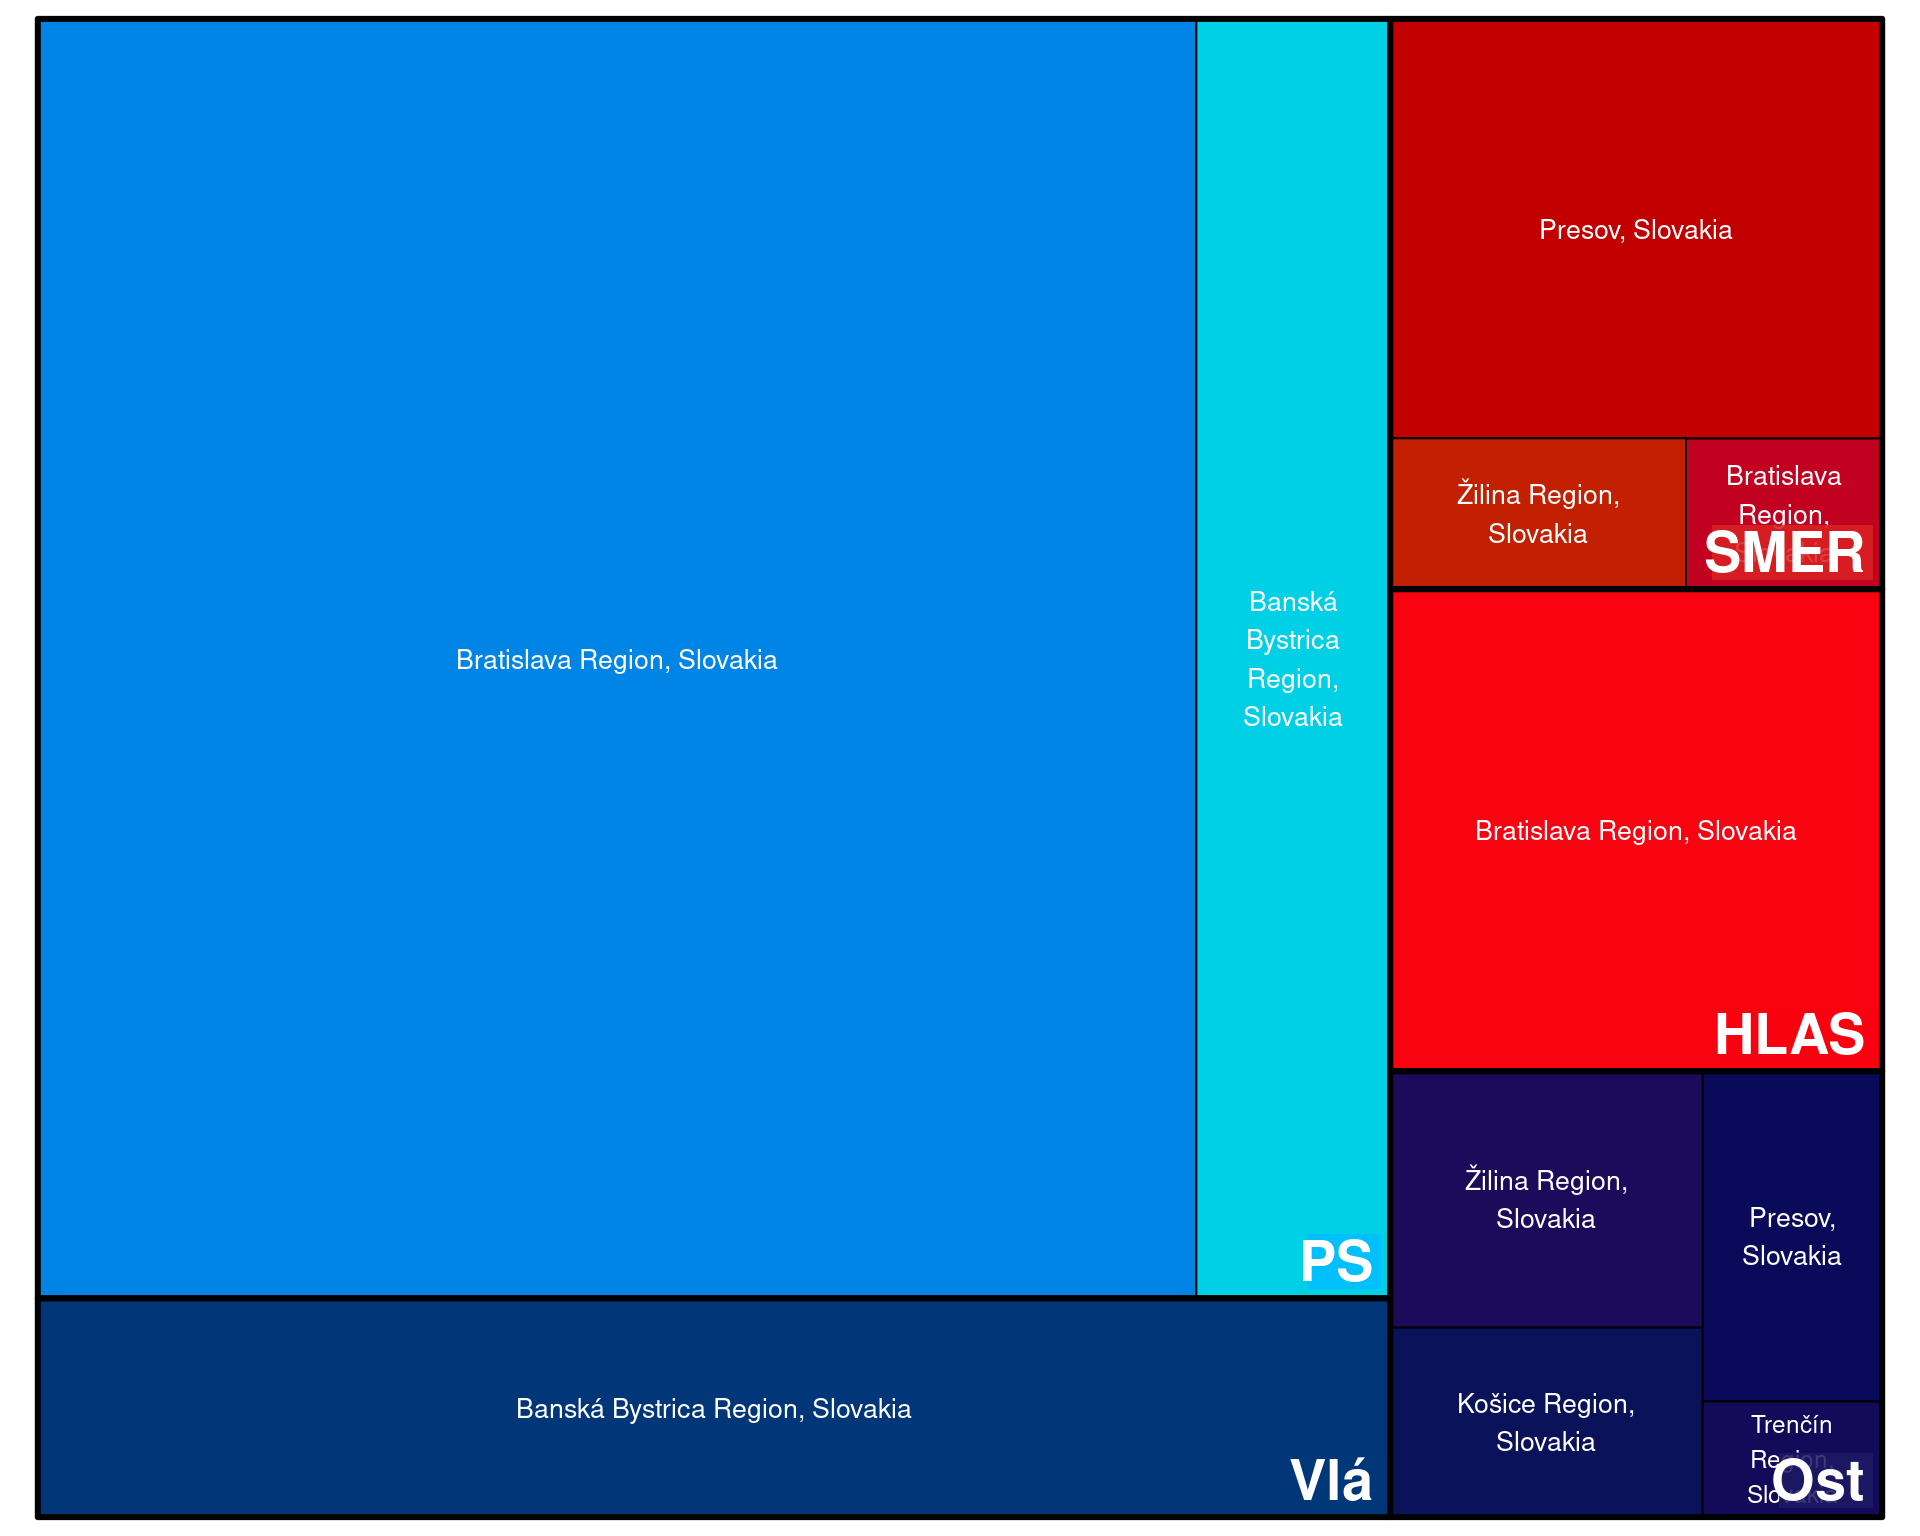 Bratislava Region, Slovakia
Banská
Bystrica
Region,
Slovakia
PS
Banská Bystrica Region, Slovakia
Vlá
Presov, Slovakia
Žilina Region,
Slovakia
Bratislava
Region,
SMER
Bratislava Region, Slovakia
HLAS
Žilina Region,
Slovakia
Presov,
Slovakia
Košice Region,
Slovakia
Trenčín
Region,
Ost